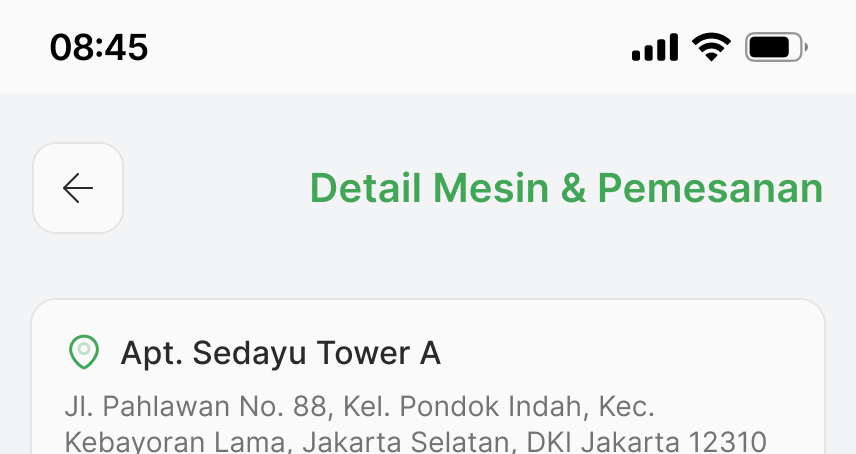 08:45
Detail Mesin & Pemesanan
Apt. Sedayu Tower A
Jl. Pahlawan No. 88, Kel. Pondok Indah, Kec.
Kebayoran Lama, Jakarta Selatan, DKI Jakarta 12310